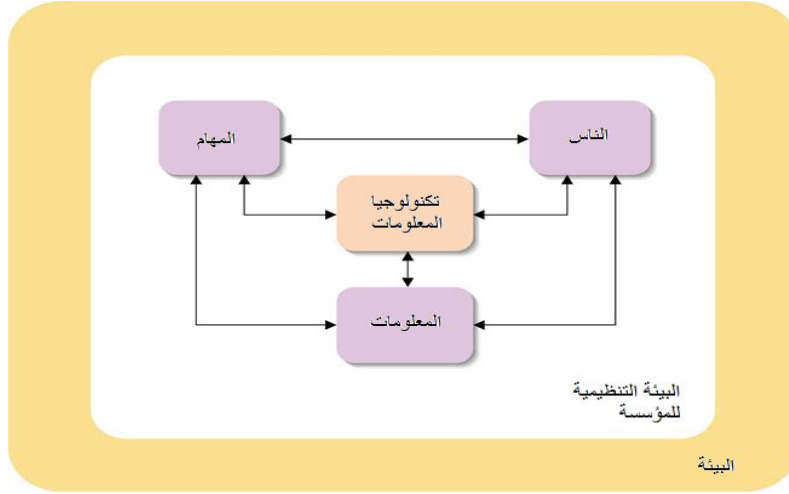 الناس
المهام
تكنولوجيا
المعلومات
المعلومات
البيئة التنظيمية
للمؤسسة
البيئة